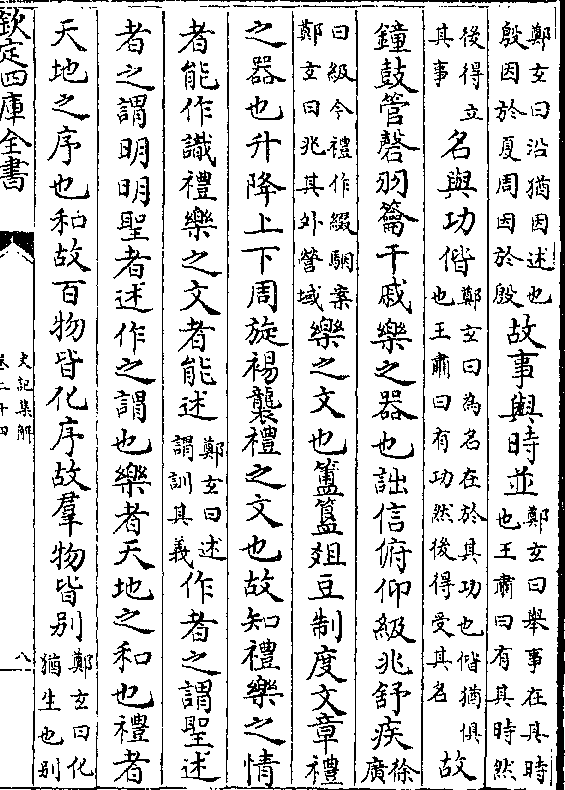 鄭玄曰沿猶因述也殷因於夏周因於殷故事與時並鄭玄曰舉事在其時也王肅曰有其時然
後得立其事名與功偕鄭玄曰為名在於其功也偕猶俱也王肅曰有功然後得受其名故
鐘鼓管磬羽籥干戚樂之器也詘信俯仰級兆舒疾徐廣
曰級今禮作綴駰案鄭玄曰兆其外營域樂之文也簠簋俎豆制度文章禮
之器也升降上下周旋裼襲禮之文也故知禮樂之情
者能作識禮樂之文者能述鄭玄曰述謂訓其義作者之謂聖述
者之謂明明聖者述作之謂也樂者天地之和也禮者
天地之序也和故百物皆化序故羣物皆别鄭玄曰化猶生也别
欽定四庫全書
史記集解
卷二十四
八